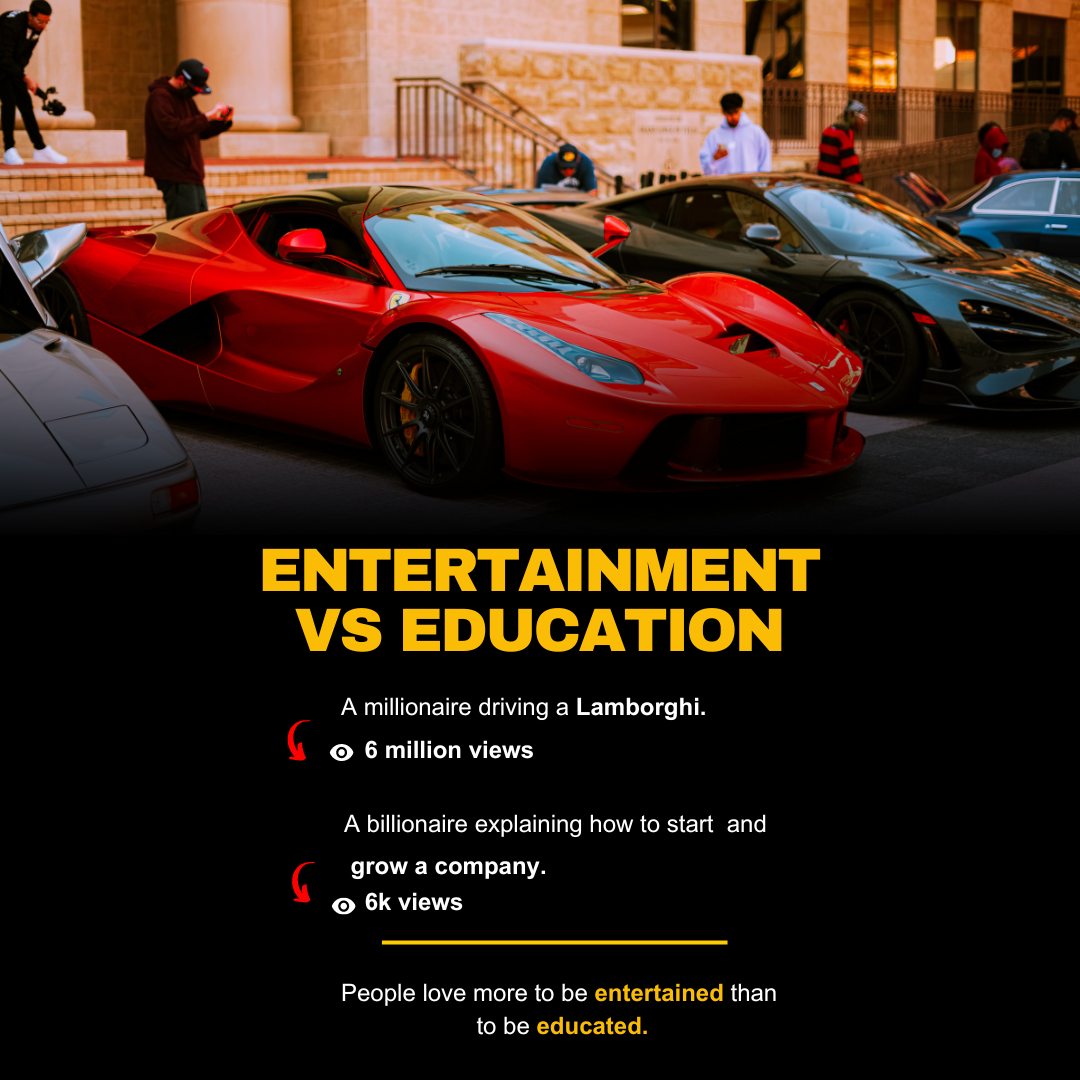 ENTERTAINMENT
VS EDUCATION
A millionaire driving a Lamborghi.
6 million views
A billionaire explaining how to start and
grow a company.
6k views
People love more to be entertained than
to be educated.